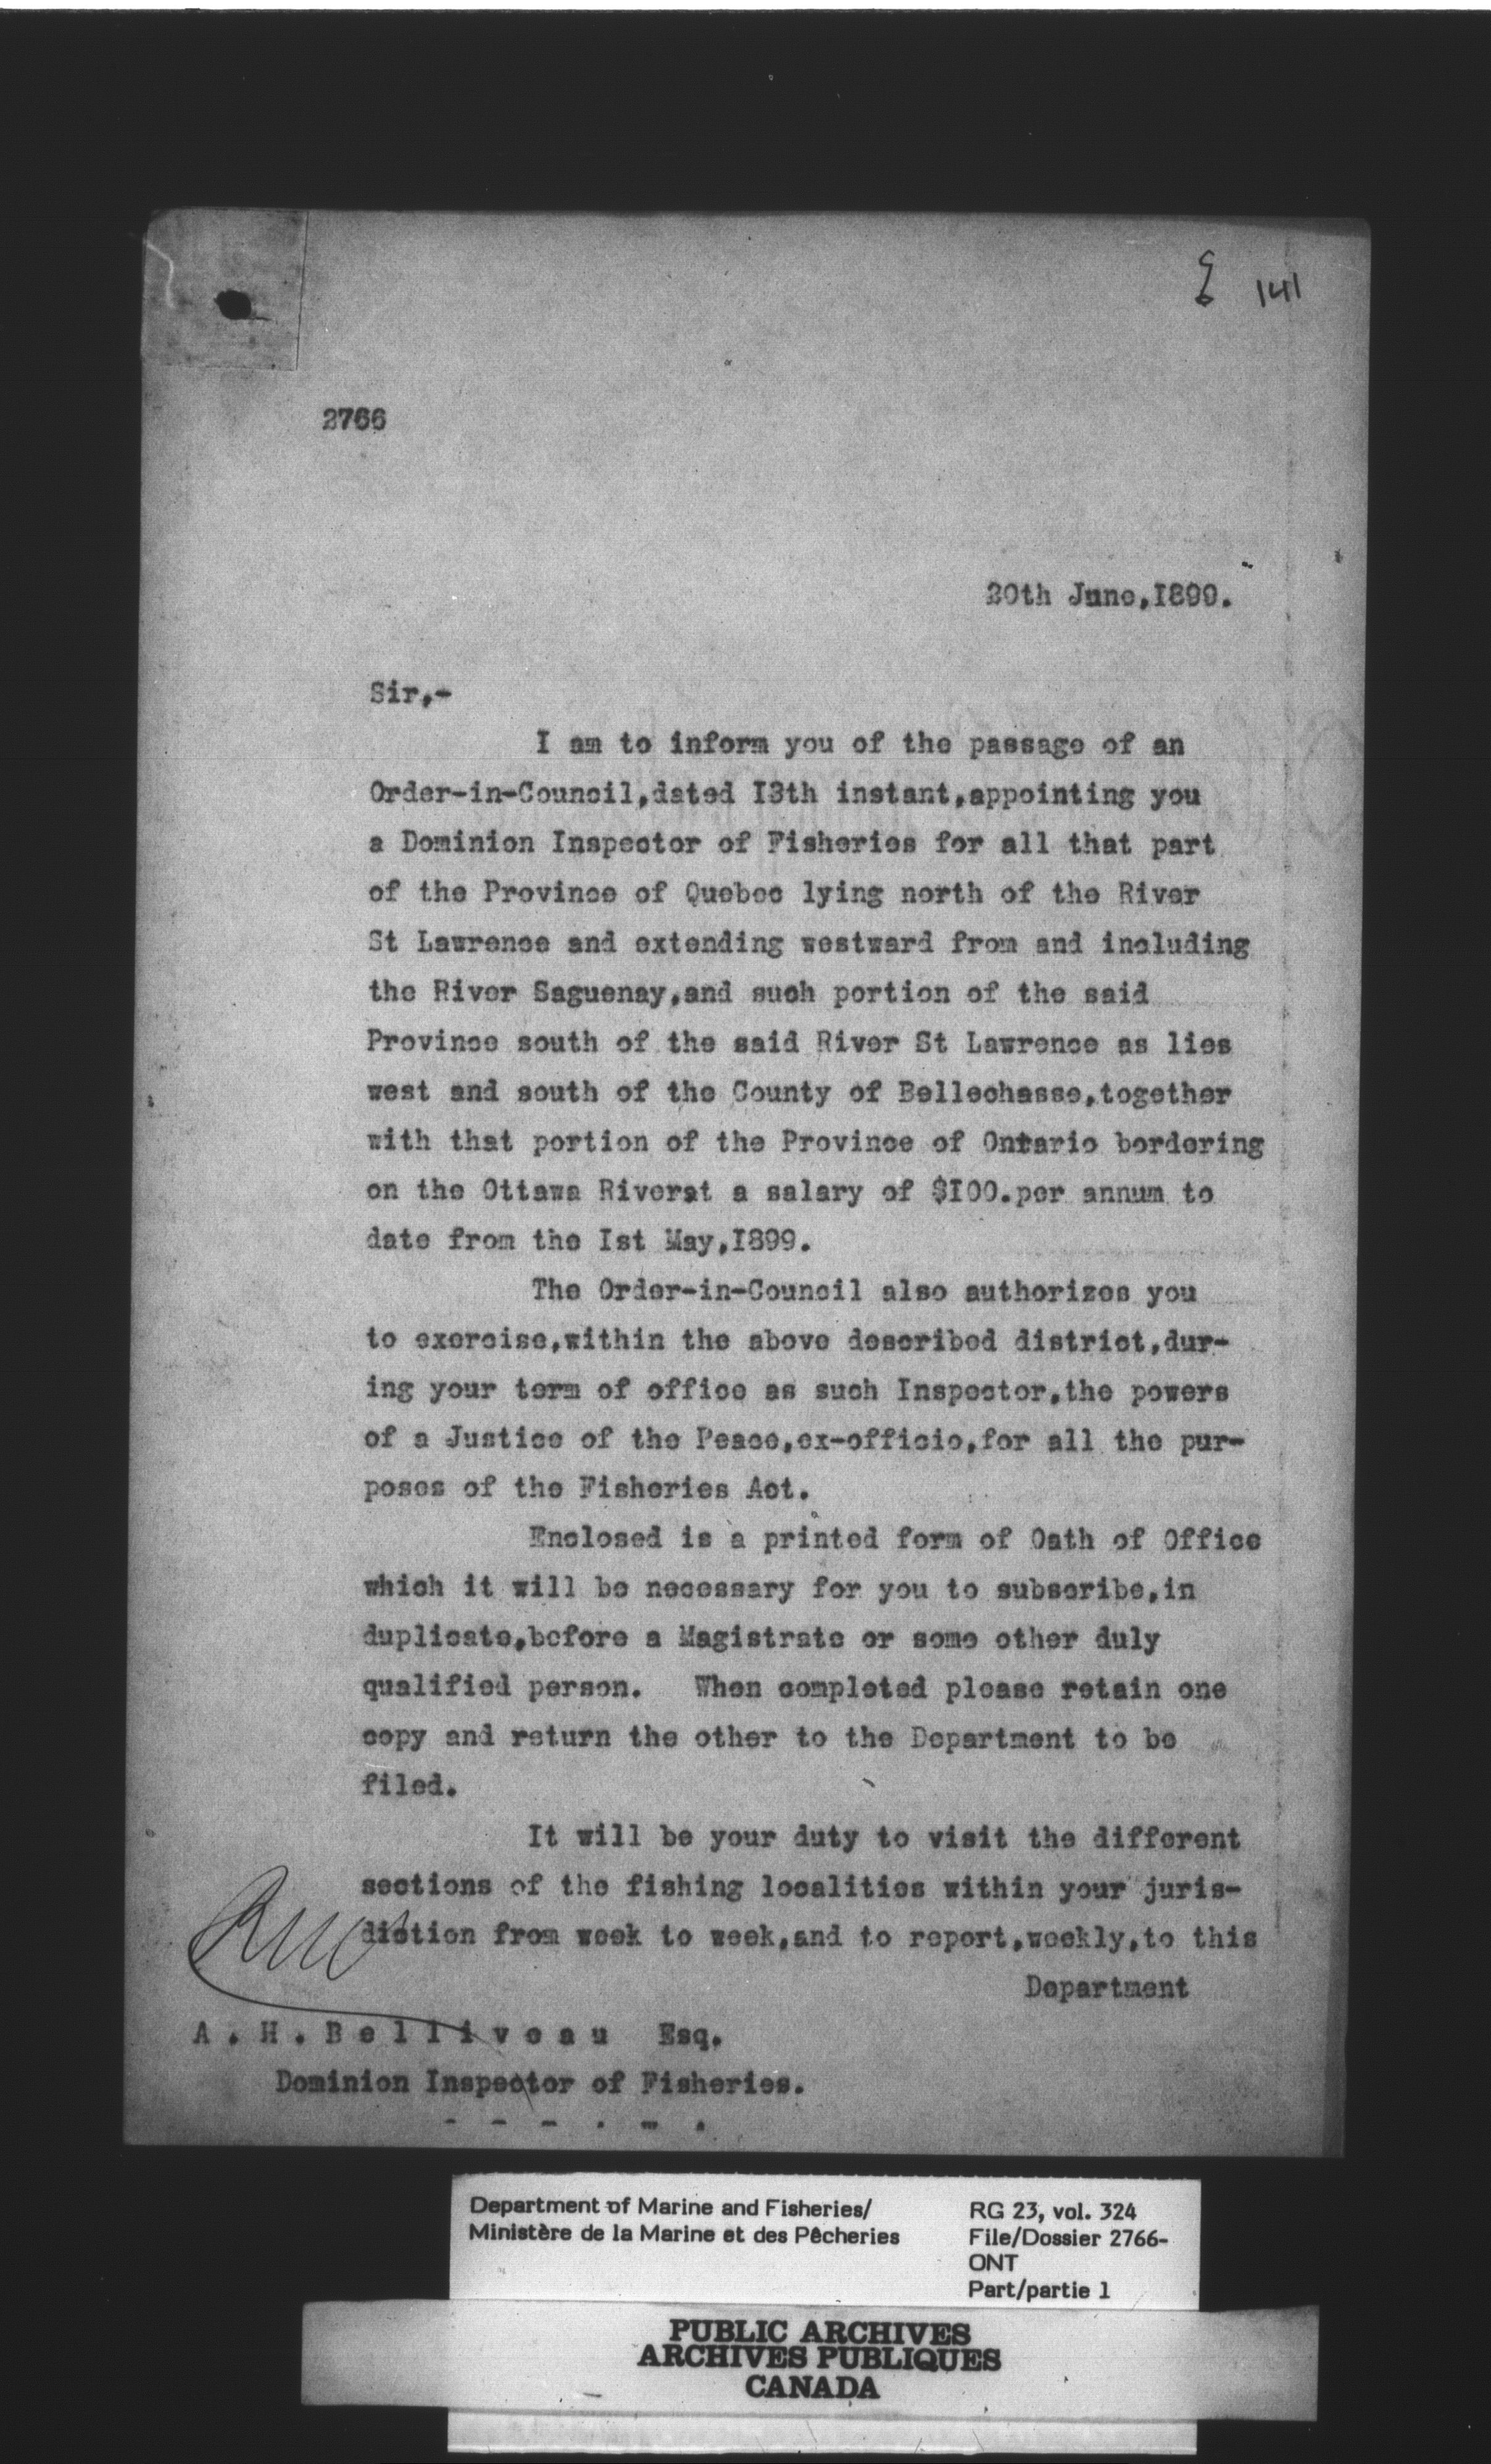 141
2766
20th June,I899.
Sir,-
I am to inform you of the passage of an
Order-in-Council,dated I3th instant,appointing you
a Dominion Inspector of Fisheries for all that part
of the Province of Quebec lying north of the River
St Lawrence and extending westward from and including
the River Saguenay,and such portion of the said
Province south of the said River St Lawrence as lies
west and south of the County of Bellechasse,together
with that portion of the Province of Ontario bordering
on the Ottawa Riverat a salary of $I00.per annum to
date from the Ist May,I899.
The Order-in-Council also authorizes you
to exercise,within the above described district,dur-
ing your term of office as such Inspector,the powers
of a Justice of the Peace,ex-officio,for all the pur-
poses of the Fisheries Act.
Enclosed is a printed form of Oath of Office
which it will be necessary for you to subscribe,in
duplicate,before a Magistrate or some other duly
qualified person. When completed please retain one
copy and return the other to the Department to be
filed.
It will be your duty to visit the different
sections of the fishing localities within your juris-
diction from week to week,and to report,weekly,to this
Department
A. H. Belliveau Esq.
Dominion Inspector of Fisheries.
Department of Marine and Fisheries/
Ministère de la Marine et des Pêcheries
RG 23, vol. 324
File/Dossier 2766-
ONT
Part/partie 1
PUBLIC ARCHIVES
ARCHIVES PUBLIQUES
CANADA